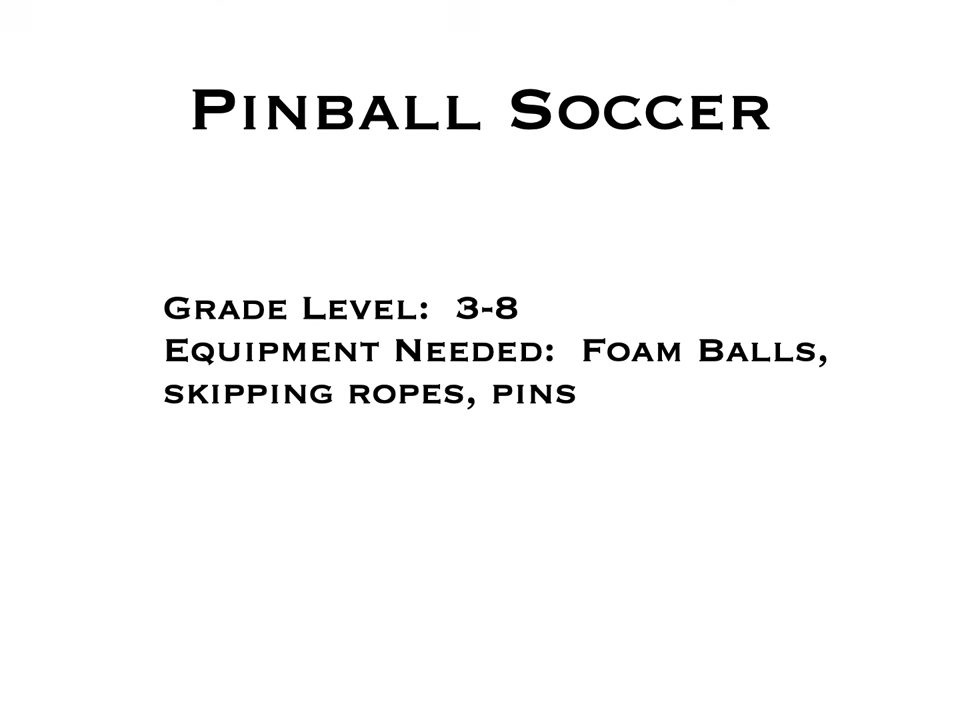 Pinball Soccer
Grade Level:  3-8
Equipment Needed:  Foam Balls,
skipping ropes, pins